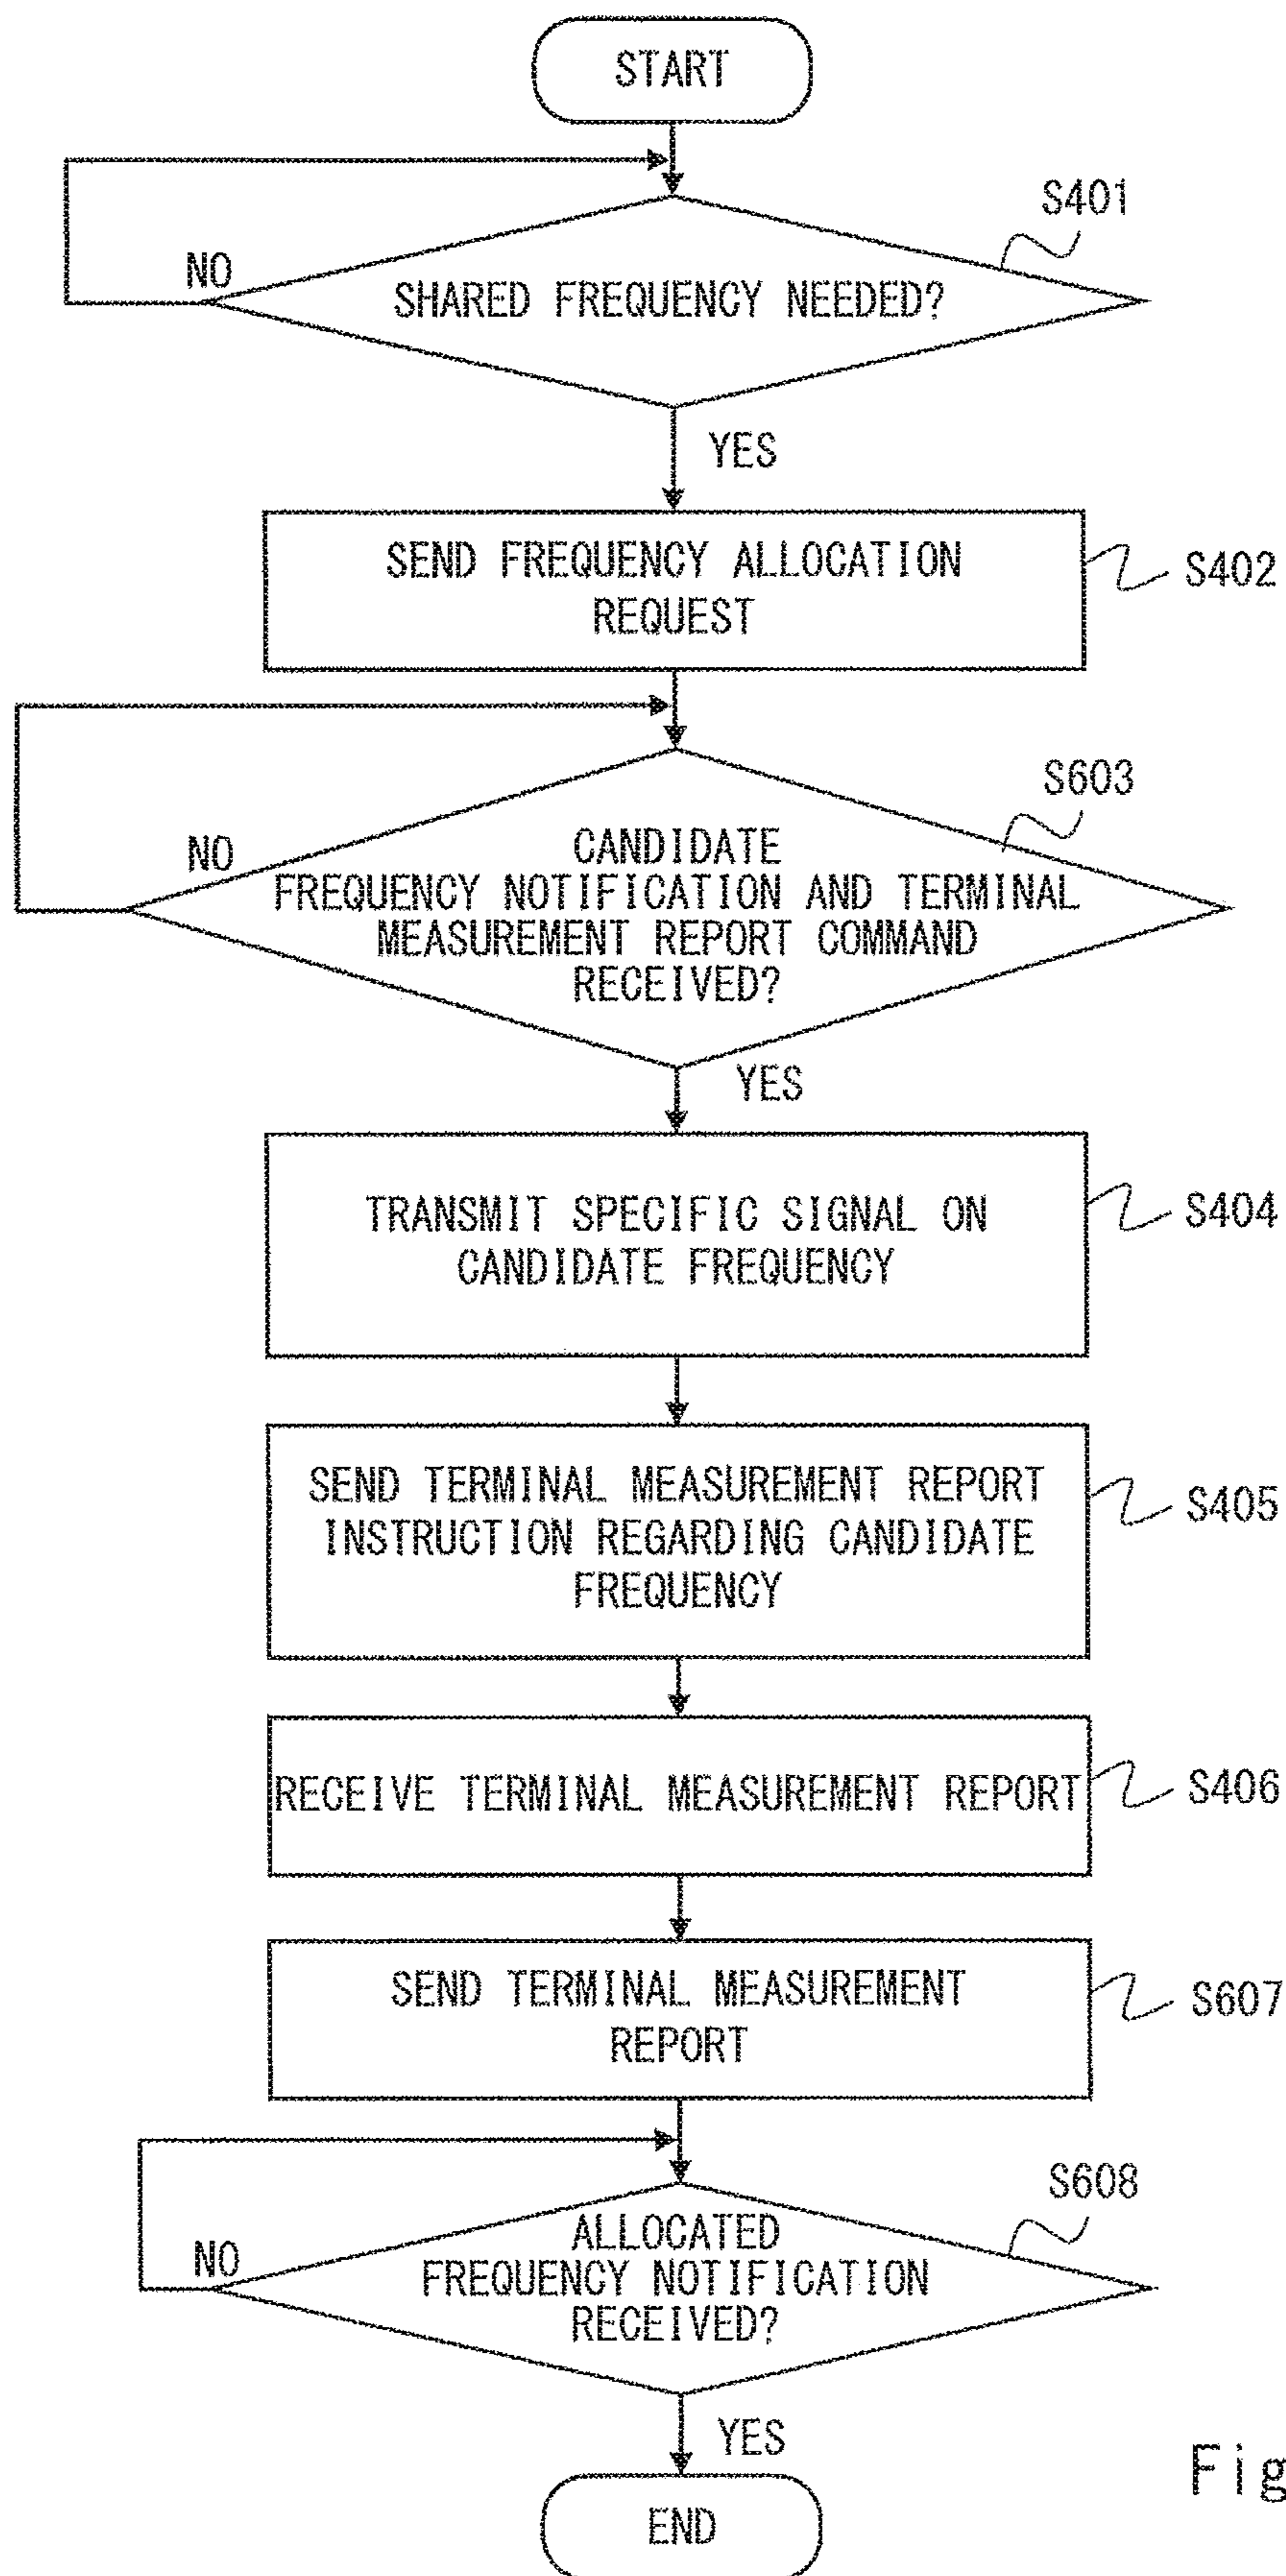 START
S401
NO
SHARED FREQUENCY NEEDED?
YES
SEND FREQUENCY ALLOCATION
REQUEST
S402
S603
NO
CANDIDATE
FREQUENCY NOTIFICATION AND TERMINAL
MEASUREMENT REPORT COMMAND
RECEIVED?
YES
TRANSMIT SPECIFIC SIGNAL ON
CANDIDATE FREQUENCY
S404
SEND TERMINAL MEASUREMENT REPORT
INSTRUCTION REGARDING CANDIDATE
FREQUENCY
S405
RECEIVE TERMINAL MEASUREMENT REPORT
S406
SEND TERMINAL MEASUREMENT
REPORT
S607
S608
NO
ALLOCATED
FREQUENCY NOTIFICATION
RECEIVED?
YES
Fig
END